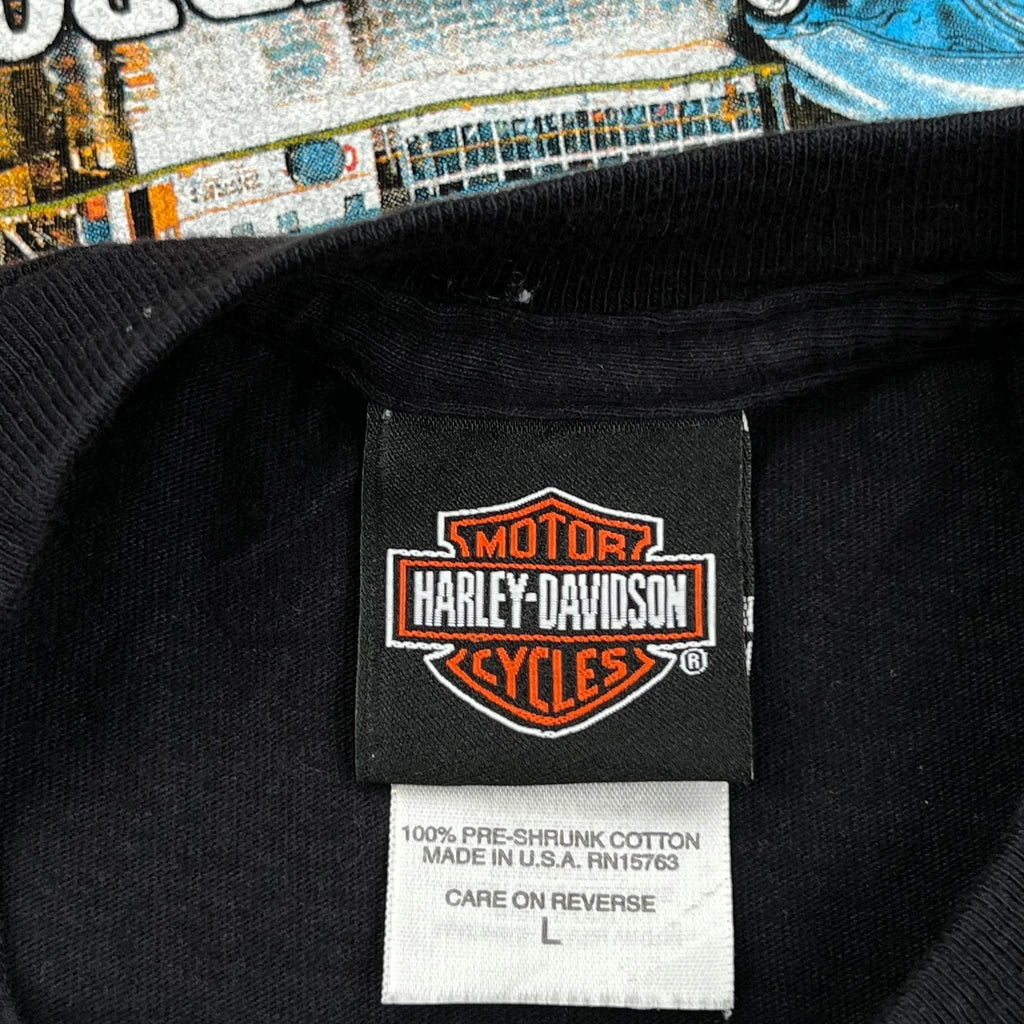 MOTOR
HARLEY-DAVIDSON
CYCLES
®
100% PRE-SHRUNK COTTON
MADE IN U.S.A. RN15763
CARE ON REVERSE
L